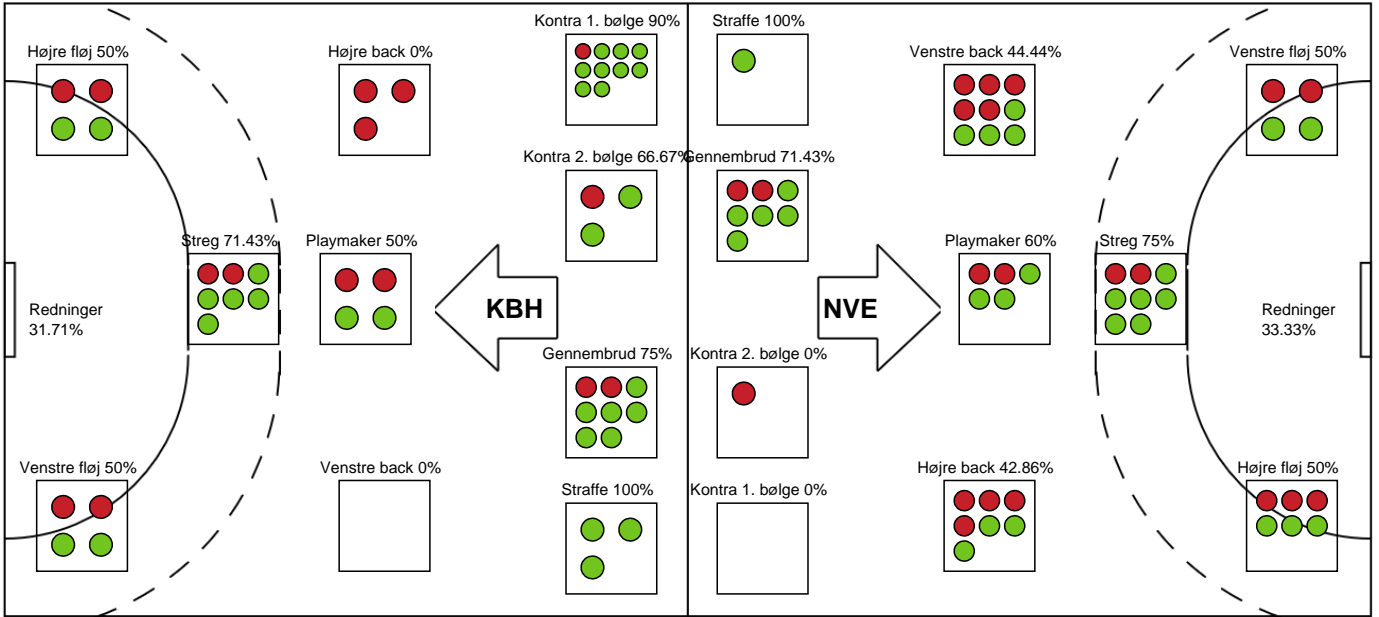 Kontra 1. bølge 90%
Straffe 100%
Højre fløj 50%
Højre back 0%
Venstre back 44.44%
Venstre fløj 50%
Kontra 2. bølge 66.67%
Gennembrud 71.43%
Streg 71.43%
Playmaker 50%
Playmaker 60%
Streg 75%
Redninger
31.71%
KBH
NVE
Redninger
33.33%
Gennembrud 75%
Kontra 2. bølge 0%
Venstre fløj 50%
Venstre back 0%
Højre back 42.86%
Højre fløj 50%
Straffe 100%
Kontra 1. bølge 0%